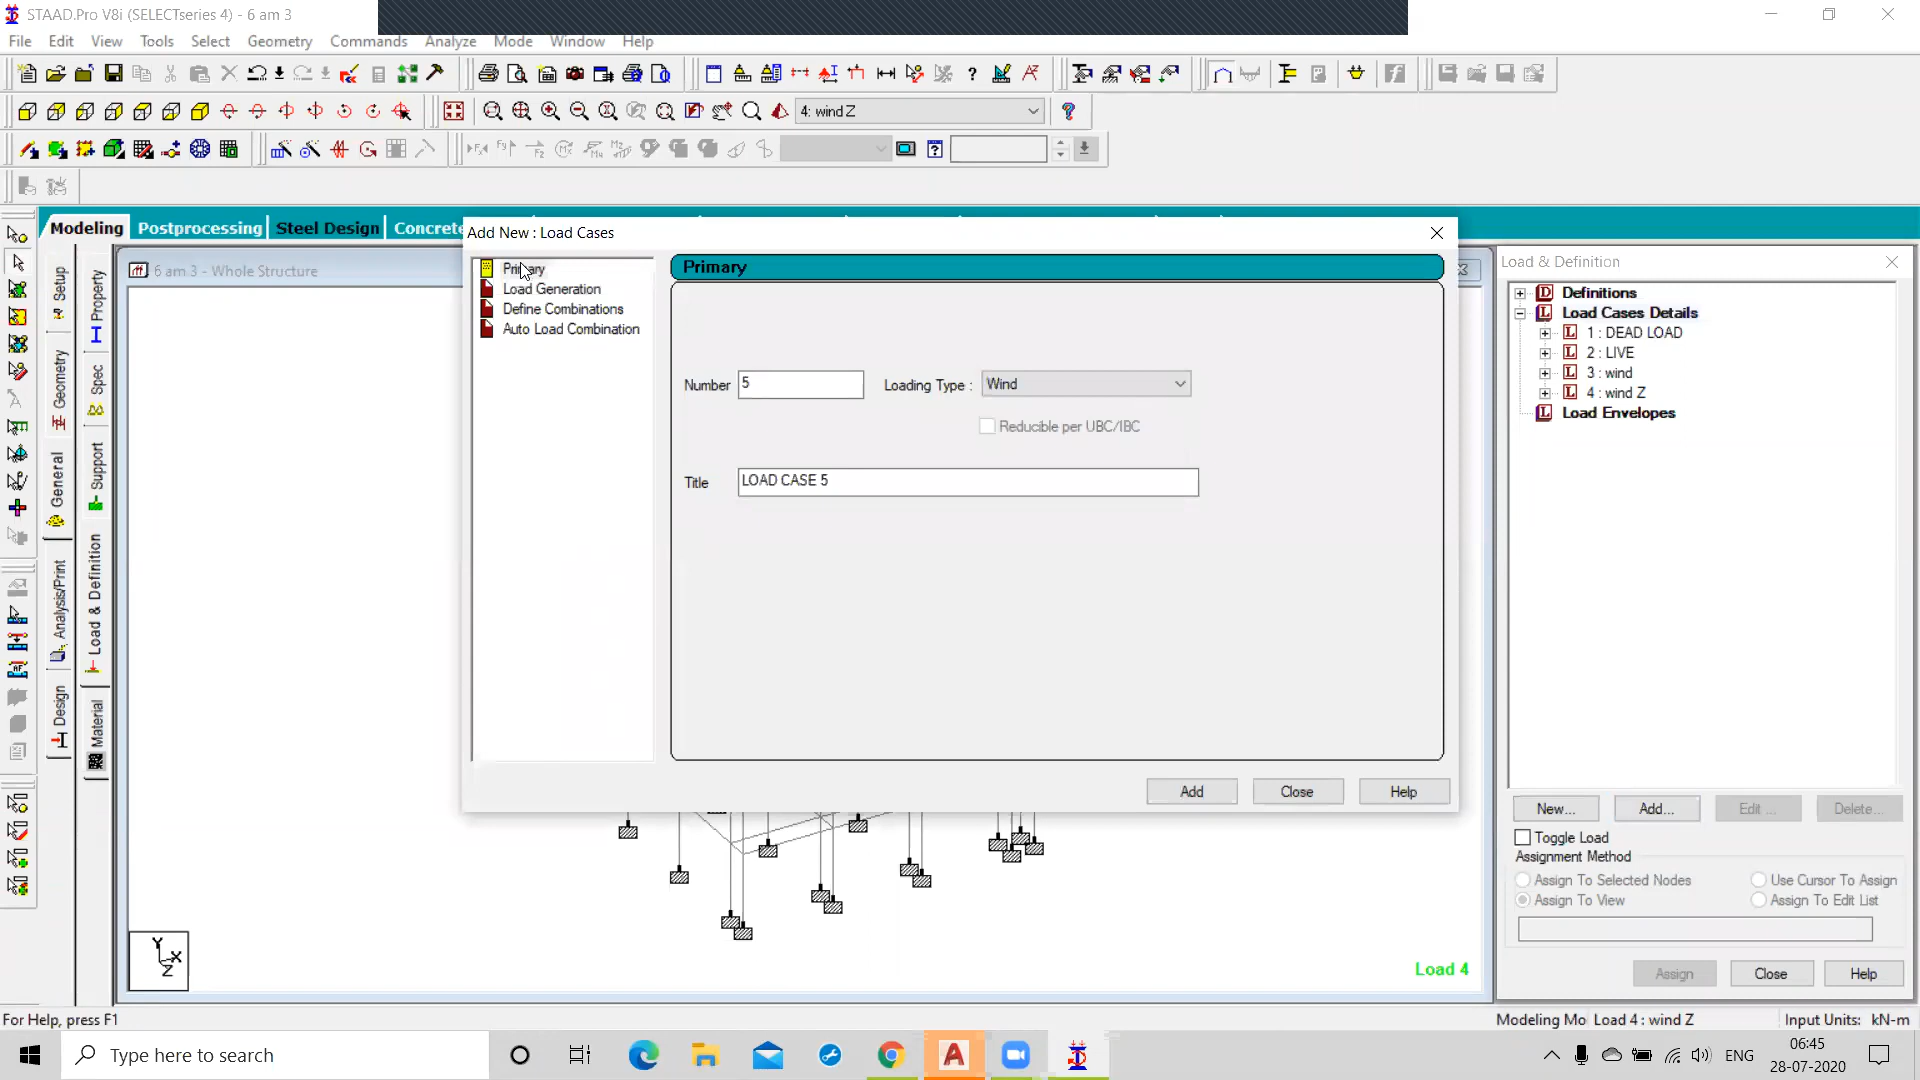 STAAD.Pro V8i (SELECTseries 4) - 6 am 3
File Edit View Tools Select Geometry Commands Analyze Mode Window Help
4: wind Z
Modeling Postprocessing Steel Design Concrete
Setup
Geometry
General
Analysis/Print
Design
Property
Spec
Support
Load & Definition
Material
6 am 3 - Whole Structure
Add New : Load Cases
Primary
Load Generation
Define Combinations
Auto Load Combination
Primary
Number 5 Loading Type : Wind
Reducible per UBC/IBC
Title LOAD CASE 5
Add Close Help
Load 4
Y
X
Z
Load & Definition
Definitions
Load Cases Details
1 : DEAD LOAD
2 : LIVE
3 : wind
4 : wind Z
Load Envelopes
New... Add... Edit ... Delete...
Toggle Load
Assignment Method
Assign To Selected Nodes Use Cursor To Assign
Assign To View Assign To Edit List
Assign Close Help
For Help, press F1 Modeling Mo Load 4 : wind Z Input Units: kN-m
Type here to search
ENG
06:45
28-07-2020